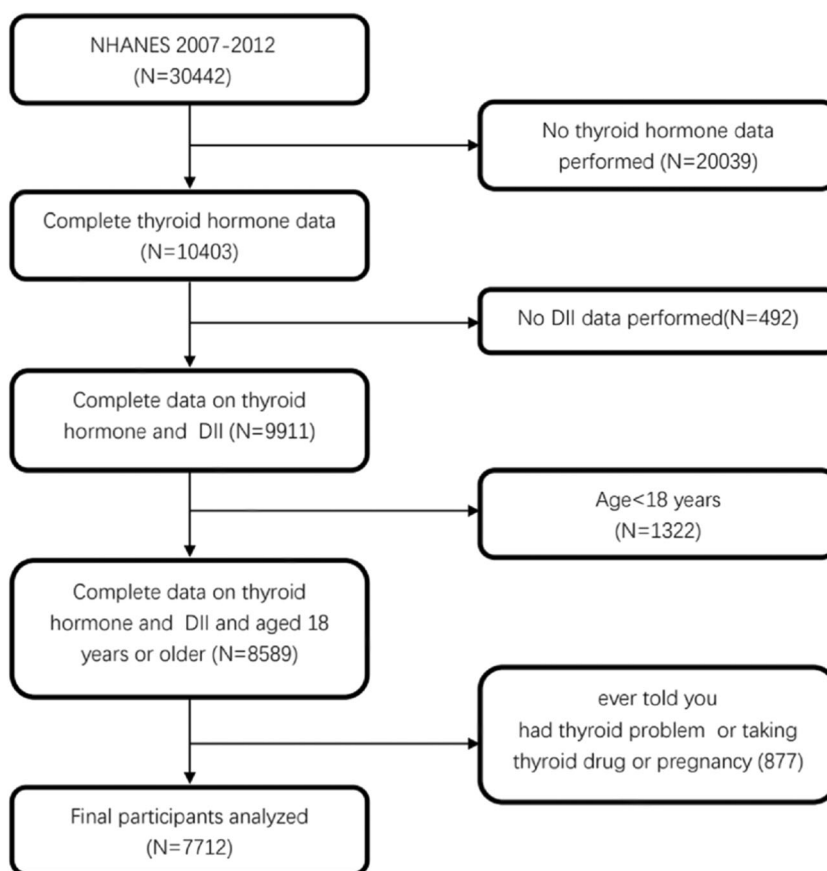 NHANES 2007-2012
(N=30442)
No thyroid hormone data
performed (N=20039)
Complete thyroid hormone data
(N=10403)
No DII data performed(N=492)
Complete data on thyroid
hormone and DII (N=9911)
Age<18 years
(N=1322)
Complete data on thyroid
hormone and DII and aged 18
years or older (N=8589)
ever told you
had thyroid problem or taking
thyroid drug or pregnancy (877)
Final participants analyzed
(N=7712)